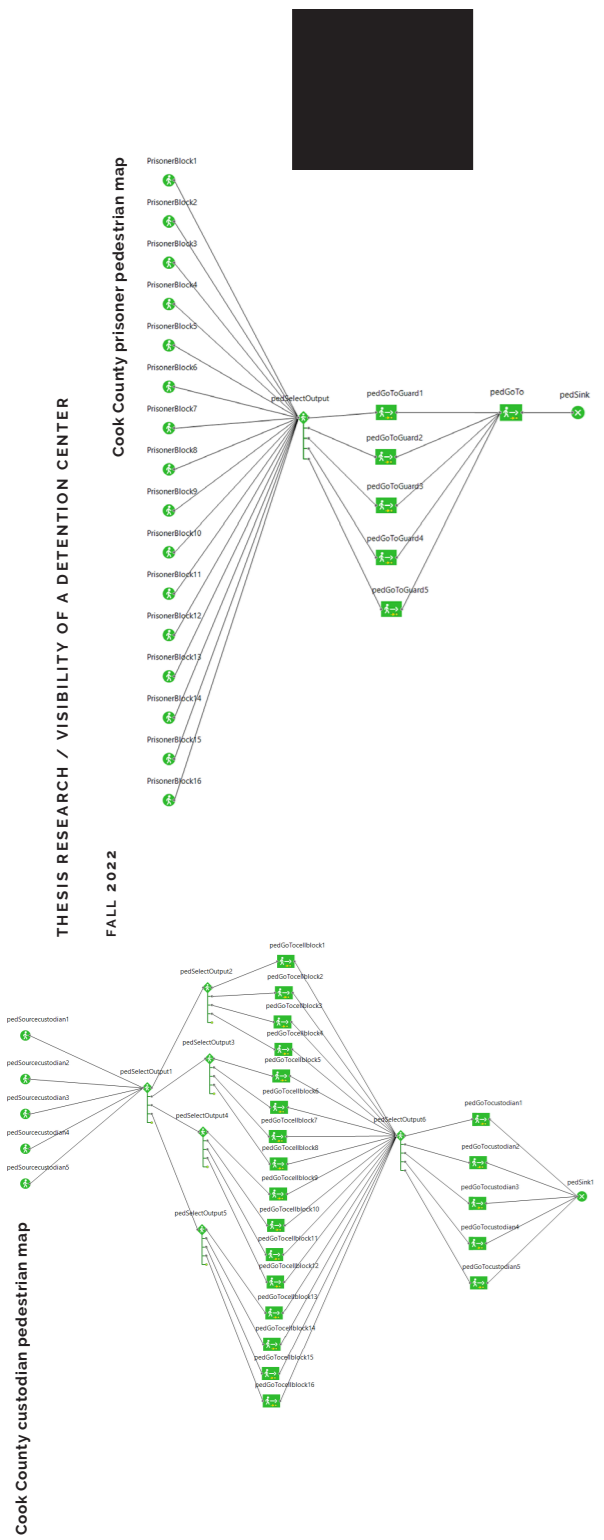 THESIS RESEARCH / VISIBILITY OF A DETENTION CENTER
FALL 2022
Cook County prisoner pedestrian map
PrisonerBlock1
PrisonerBlock2
PrisonerBlock3
PrisonerBlock4
PrisonerBlock5
PrisonerBlock6
PrisonerBlock7
PrisonerBlock8
PrisonerBlock9
PrisonerBlock10
PrisonerBlock11
PrisonerBlock12
PrisonerBlock13
PrisonerBlock14
PrisonerBlock15
PrisonerBlock16
pedSelectOutput
pedGoToGuard1
pedGoToGuard2
pedGoToGuard3
pedGoToGuard4
pedGoToGuard5
pedGoTo
pedSink
Cook County custodian pedestrian map
pedSourcecustodian1
pedSourcecustodian2
pedSourcecustodian3
pedSourcecustodian4
pedSourcecustodian5
pedSelectOutput1
pedSelectOutput2
pedSelectOutput3
pedSelectOutput4
pedSelectOutput5
pedGoTocellblock1
pedGoTocellblock2
pedGoTocellblock3
pedGoTocellblock4
pedGoTocellblock5
pedGoTocellblock6
pedGoTocellblock7
pedGoTocellblock8
pedGoTocellblock9
pedGoTocellblock10
pedGoTocellblock11
pedGoTocellblock12
pedGoTocellblock13
pedGoTocellblock14
pedGoTocellblock15
pedGoTocellblock16
pedSelectOutput6
pedGoTocustodian1
pedGoTocustodian2
pedGoTocustodian3
pedGoTocustodian4
pedGoTocustodian5
pedSink1